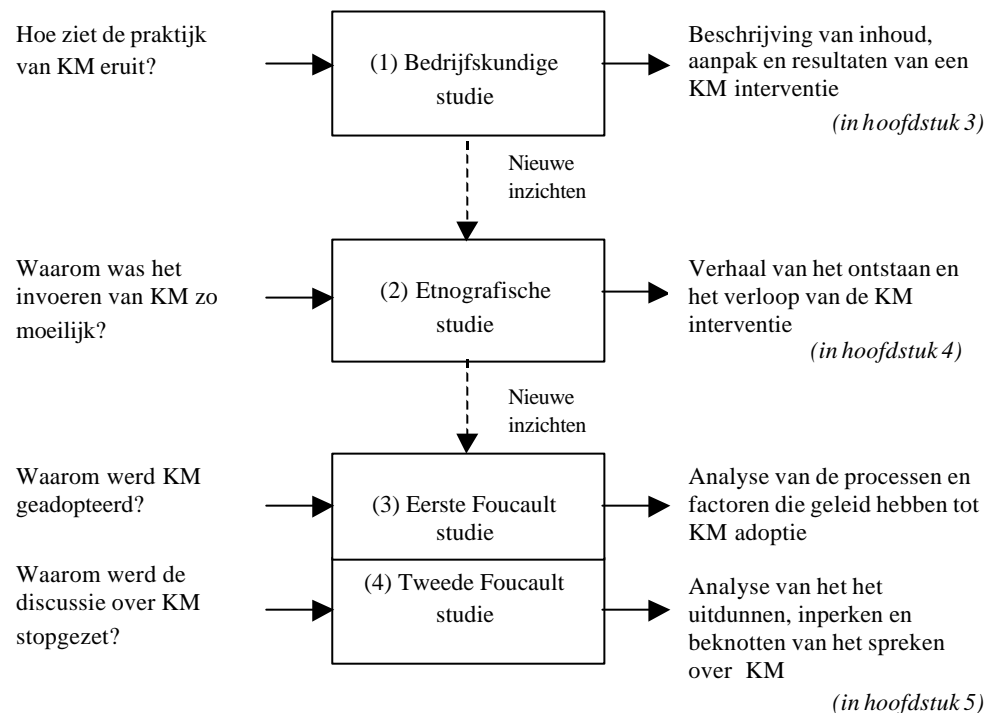 Hoe ziet de praktijk
van KM eruit?
(1) Bedrijfskundige
studie
Beschrijving van inhoud,
aanpak en resultaten van een
KM interventie
(in hoofdstuk 3)
Nieuwe
inzichten
Waarom was het
invoeren van KM zo
moeilijk?
(2) Etnografische
studie
Verhaal van het ontstaan en
het verloop van de KM
interventie
(in hoofdstuk 4)
Nieuwe
inzichten
Waarom werd KM
geadopteerd?
(3) Eerste Foucault
studie
Analyse van de processen en
factoren die geleid hebben tot
KM adoptie
Waarom werd de
discussie over KM
stopgezet?
(4) Tweede Foucault
studie
Analyse van het het
uitdunnen, inperken en
beknotten van het spreken
over KM
(in hoofdstuk 5)